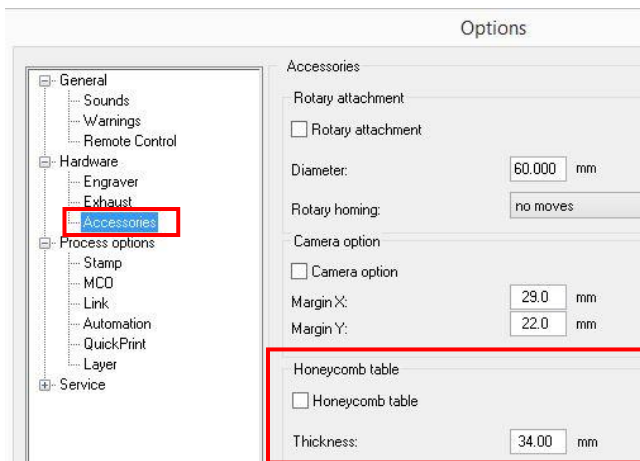 Options
General
Sounds
Warnings
Remote Control
Hardware
Engraver
Exhaust
Accessories
Process options
Stamp
MCO
Link
Automation
QuickPrint
Layer
Service
Accessories
Rotary attachment
Rotary attachment
Diameter: 60.000 mm
Rotary homing: no moves
Camera option
Camera option
Margin X: 29.0 mm
Margin Y: 22.0 mm
Honeycomb table
Honeycomb table
Thickness: 34.00 mm